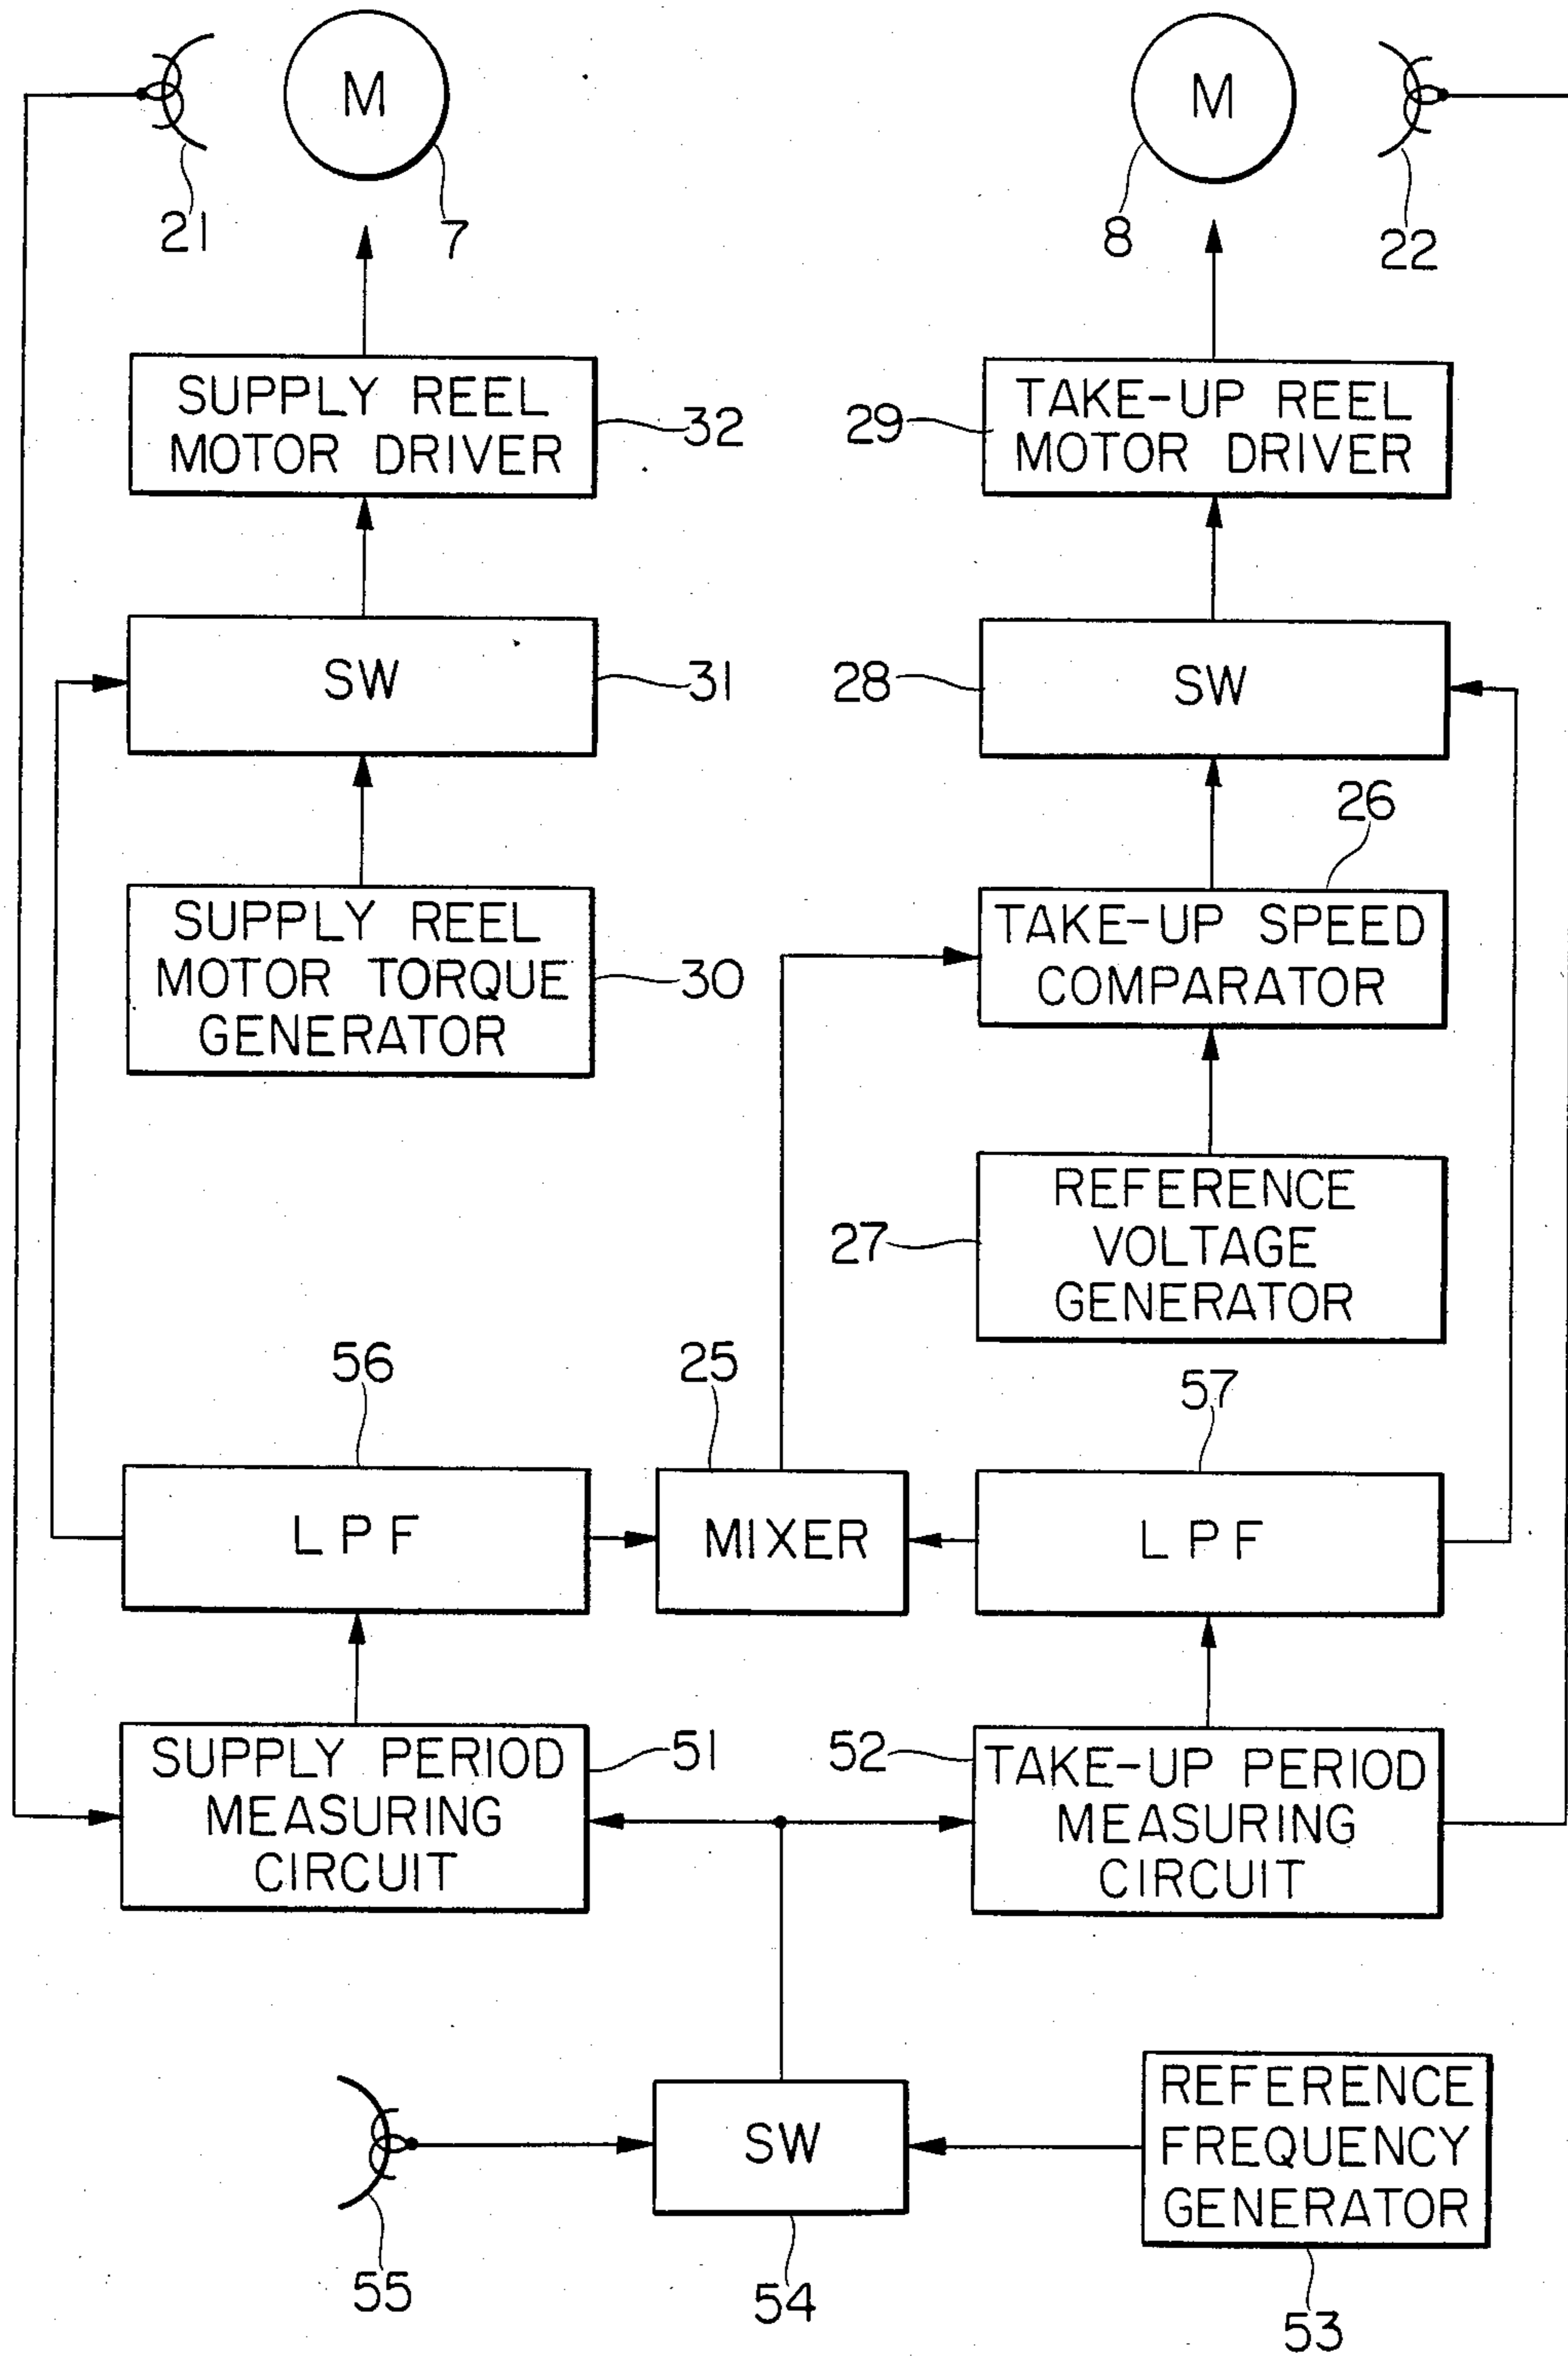 M
M
21
7
8
22
SUPPLY REEL
MOTOR DRIVER
32
29
TAKE-UP REEL
MOTOR DRIVER
SW
31
28
SW
26
SUPPLY REEL
MOTOR TORQUE
GENERATOR
30
TAKE-UP SPEED
COMPARATOR
27
REFERENCE
VOLTAGE
GENERATOR
56
25
57
LPF
MIXER
LPF
SUPPLY PERIOD
MEASURING
CIRCUIT
51
52
TAKE-UP PERIOD
MEASURING
CIRCUIT
SW
REFERENCE
FREQUENCY
GENERATOR
55
54
53